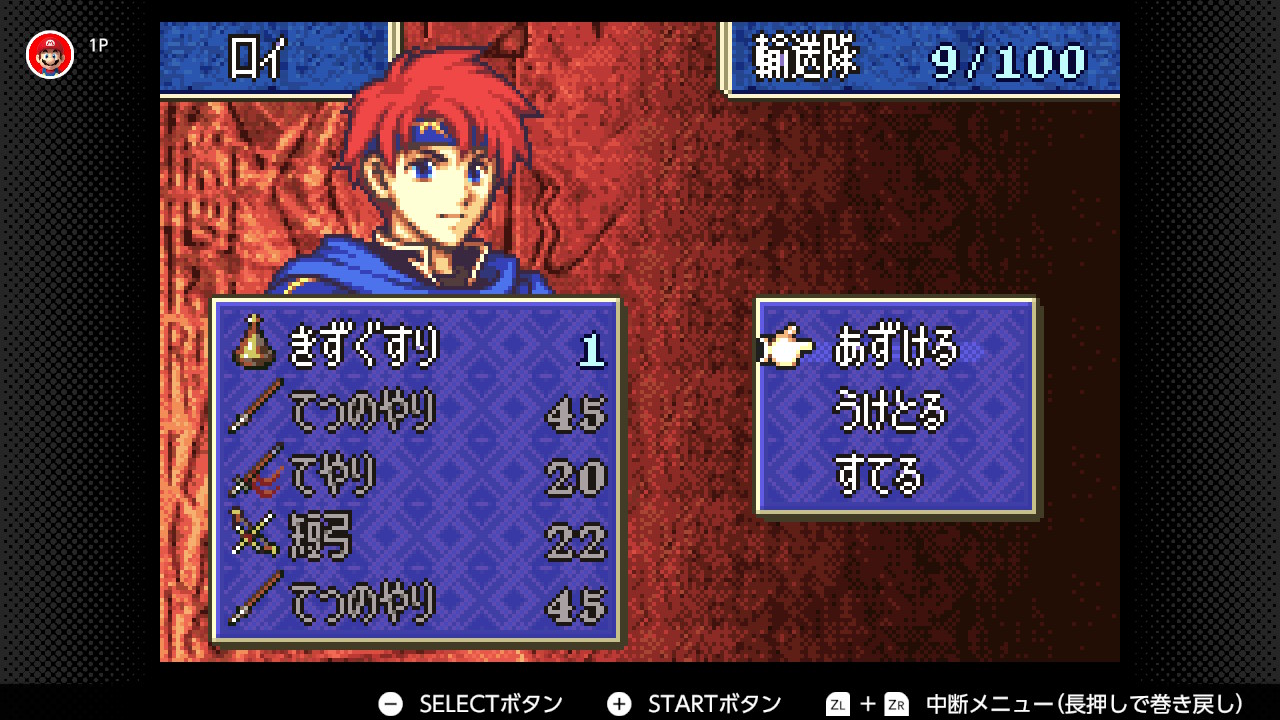 1P
ロイ
輸送隊 9/100
きずぐすり 1
てつのやり 45
てやり 20
短弓 22
てつのやり 45
あずける
うけとる
すてる
SELECTボタン STARTボタン ZL + ZR 中断メニュー(長押しで巻き戻し)